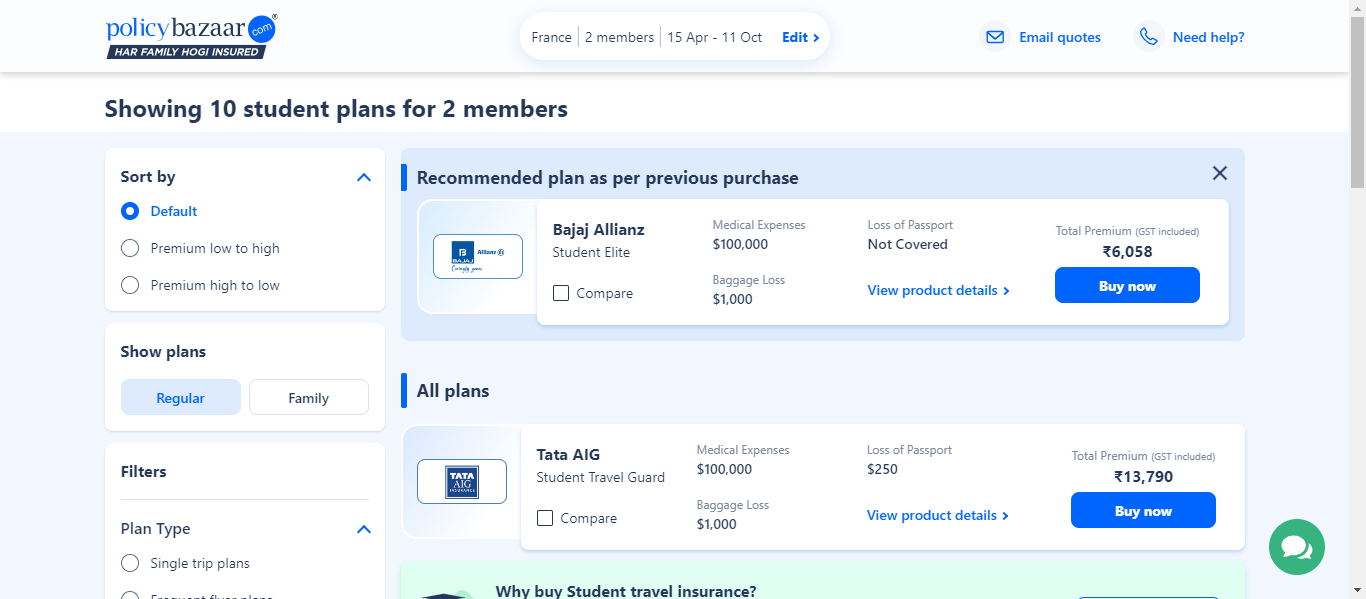 policybazaar.com®
HAR FAMILY HOGI INSURED
France 2 members 15 Apr - 11 Oct Edit
Email quotes
Need help?
Showing 10 student plans for 2 members
Sort by
Default
Premium low to high
Premium high to low
Show plans
Regular
Family
Filters
Plan Type
Single trip plans
Frequent flyer plans
Recommended plan as per previous purchase
BAJAJ Allianz
Caringly yours
Bajaj Allianz
Student Elite
Compare
Medical Expenses
$100,000
Baggage Loss
$1,000
Loss of Passport
Not Covered
View product details
Total Premium (GST included)
₹6,058
Buy now
All plans
TATA
AIG
INSURANCE
Tata AIG
Student Travel Guard
Compare
Medical Expenses
$100,000
Baggage Loss
$1,000
Loss of Passport
$250
View product details
Total Premium (GST included)
₹13,790
Buy now
Why buy Student travel insurance?